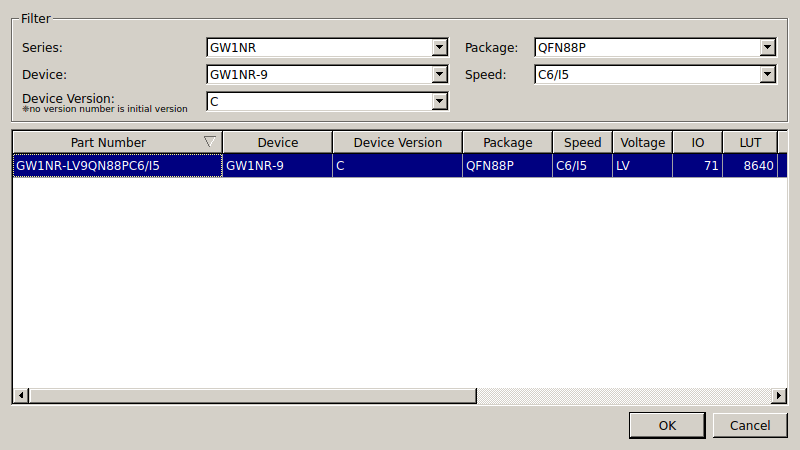 Filter
Series: GW1NR Package: QFN88P
Device: GW1NR-9 Speed: C6/I5
Device Version: C
※no version number is initial version
Part Number Device Device Version Package Speed Voltage IO LUT
GW1NR-LV9QN88PC6/I5 GW1NR-9 C QFN88P C6/I5 LV 71 8640
OK Cancel